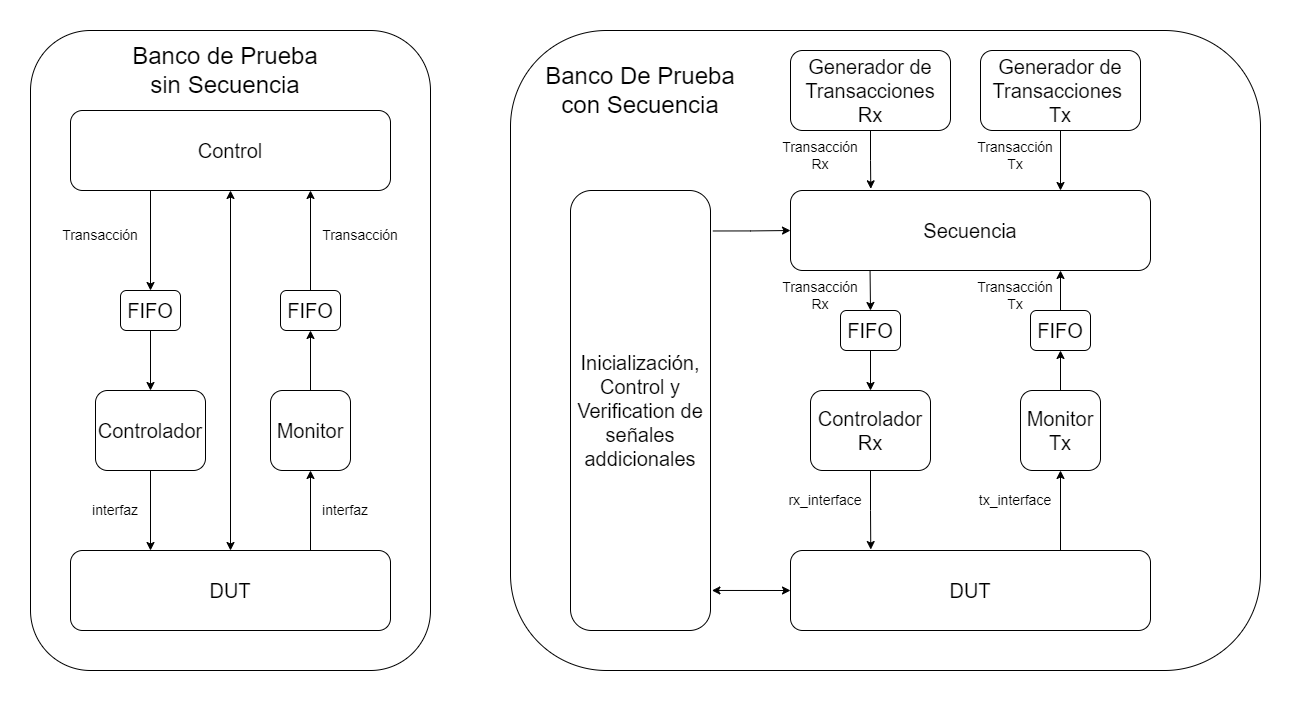 Banco de Prueba
sin Secuencia
Control
Transacción
Transacción
FIFO
FIFO
Controlador
Monitor
interfaz
interfaz
DUT
Banco De Prueba
con Secuencia
Generador de
Transacciones
Rx
Generador de
Transacciones
Tx
Transacción
Rx
Transacción
Tx
Secuencia
Transacción
Rx
Transacción
Tx
FIFO
FIFO
Inicialización,
Control y
Verification de
señales
addicionales
Controlador
Rx
Monitor
Tx
rx_interface
tx_interface
DUT